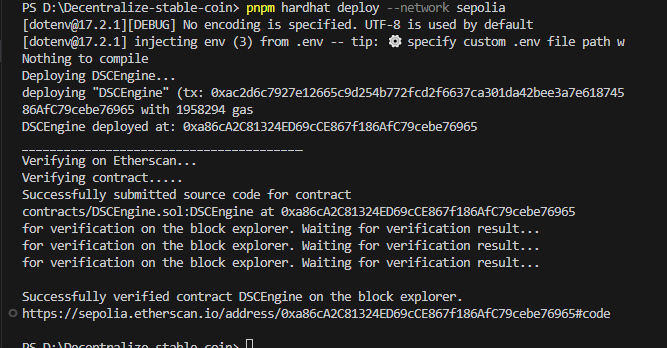 PS D:\Decentralize-stable-coin> pnpm hardhat deploy --network sepolia
[dotenv@17.2.1][DEBUG] No encoding is specified. UTF-8 is used by default
[dotenv@17.2.1] injecting env (3) from .env -- tip: ⚙️ specify custom .env file path w
Nothing to compile
Deploying DSCEngine...
deploying "DSCEngine" (tx: 0xac2d6c7927e12665c9d254b772fcd2f6637ca301da42bee3a7e618745
86AfC79cebe76965 with 1958294 gas
DSCEngine deployed at: 0xa86cA2C81324ED69cCE867f186AfC79cebe76965
________________________________________
Verifying on Etherscan...
Verifying contract.....
Successfully submitted source code for contract
contracts/DSCEngine.sol:DSCEngine at 0xa86cA2C81324ED69cCE867f186AfC79cebe76965
for verification on the block explorer. Waiting for verification result...
for verification on the block explorer. Waiting for verification result...
for verification on the block explorer. Waiting for verification result...
Successfully verified contract DSCEngine on the block explorer.
https://sepolia.etherscan.io/address/0xa86cA2C81324ED69cCE867f186AfC79cebe76965#code
PS D:\Decentralize-stable-coin>